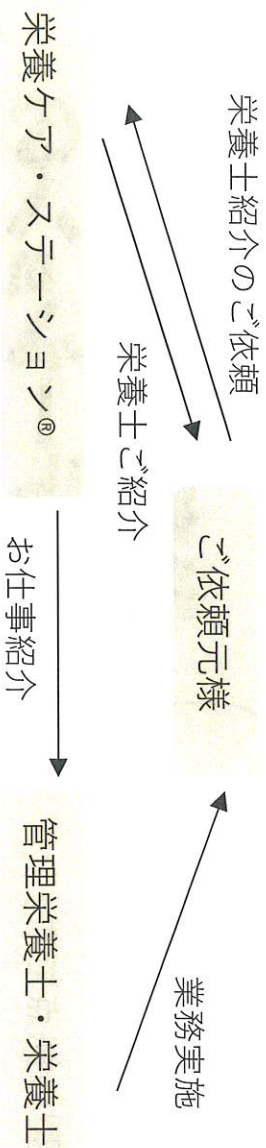 栄養士紹介のご依頼
ご依頼元様
業務実施
栄養士ご紹介
栄養ケア・ステーション®
お仕事紹介
管理栄養士・栄養士